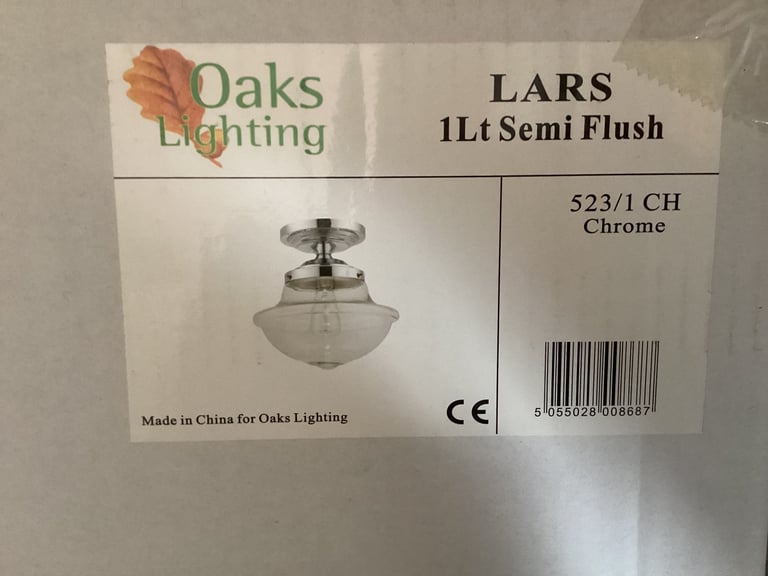 Oaks
Lighting
LARS
1Lt Semi Flush
523/1 CH
Chrome
Made in China for Oaks Lighting
CE
5 055028 008687